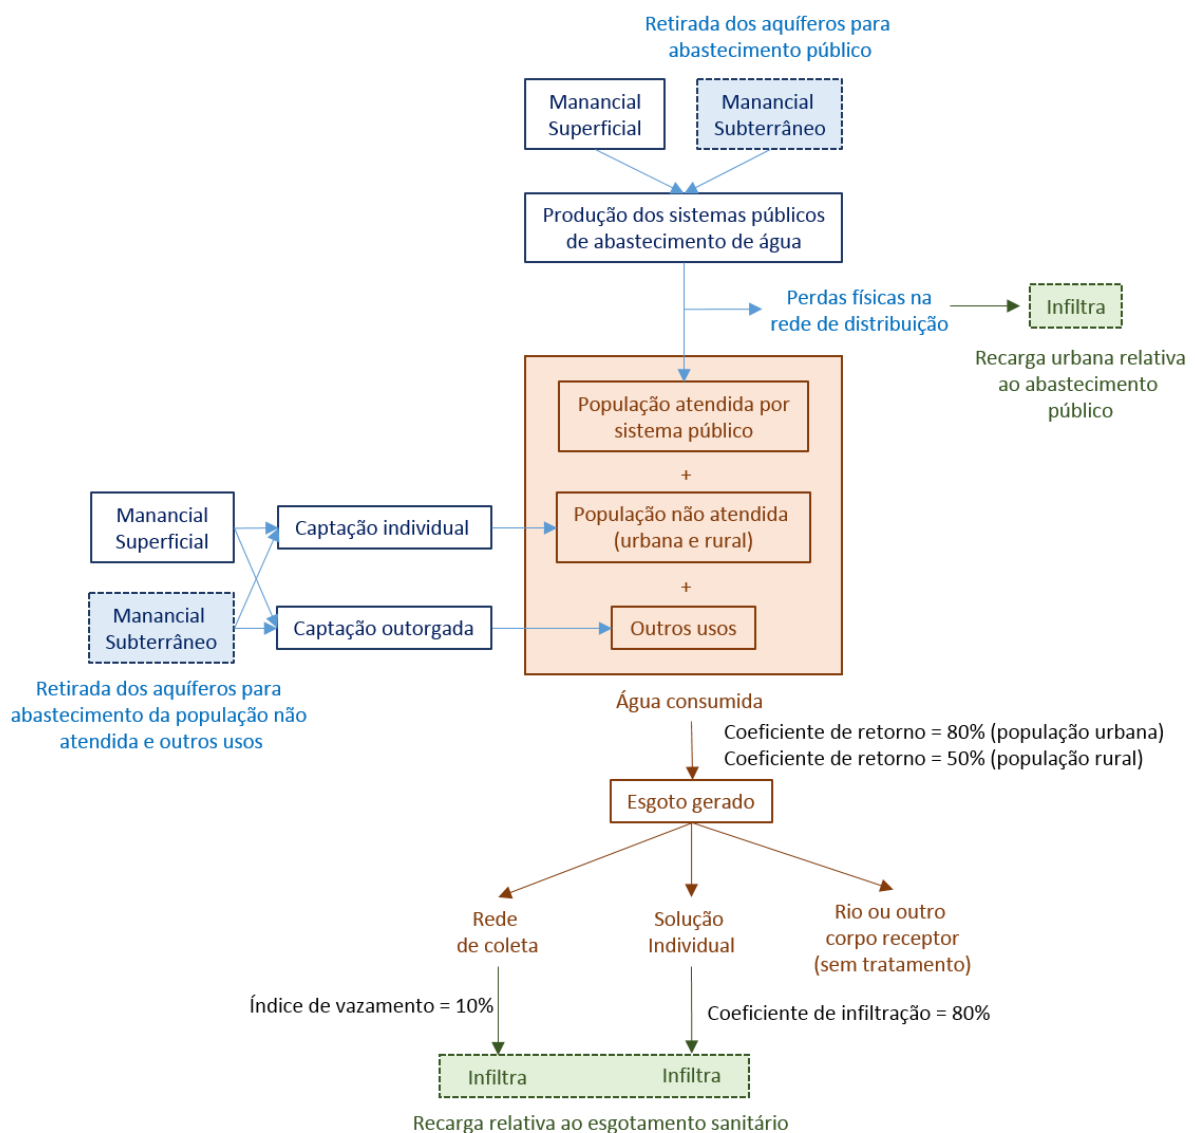 Retirada dos aquíferos para
abastecimento público
Manancial
Superficial
Manancial
Subterrâneo
Produção dos sistemas públicos
de abastecimento de água
Perdas físicas na
rede de distribuição
Infiltra
Recarga urbana relativa
ao abastecimento
público
População atendida por
sistema público
+
Manancial
Superficial
Captação individual
População não atendida
(urbana e rural)
+
Manancial
Subterrâneo
Captação outorgada
Outros usos
Retirada dos aquíferos para
abastecimento da população não
atendida e outros usos
Água consumida
Coeficiente de retorno = 80% (população urbana)
Coeficiente de retorno = 50% (população rural)
Esgoto gerado
Rede
de coleta
Solução
Individual
Rio ou outro
corpo receptor
(sem tratamento)
Índice de vazamento = 10%
Coeficiente de infiltração = 80%
Infiltra
Infiltra
Recarga relativa ao esgotamento sanitário